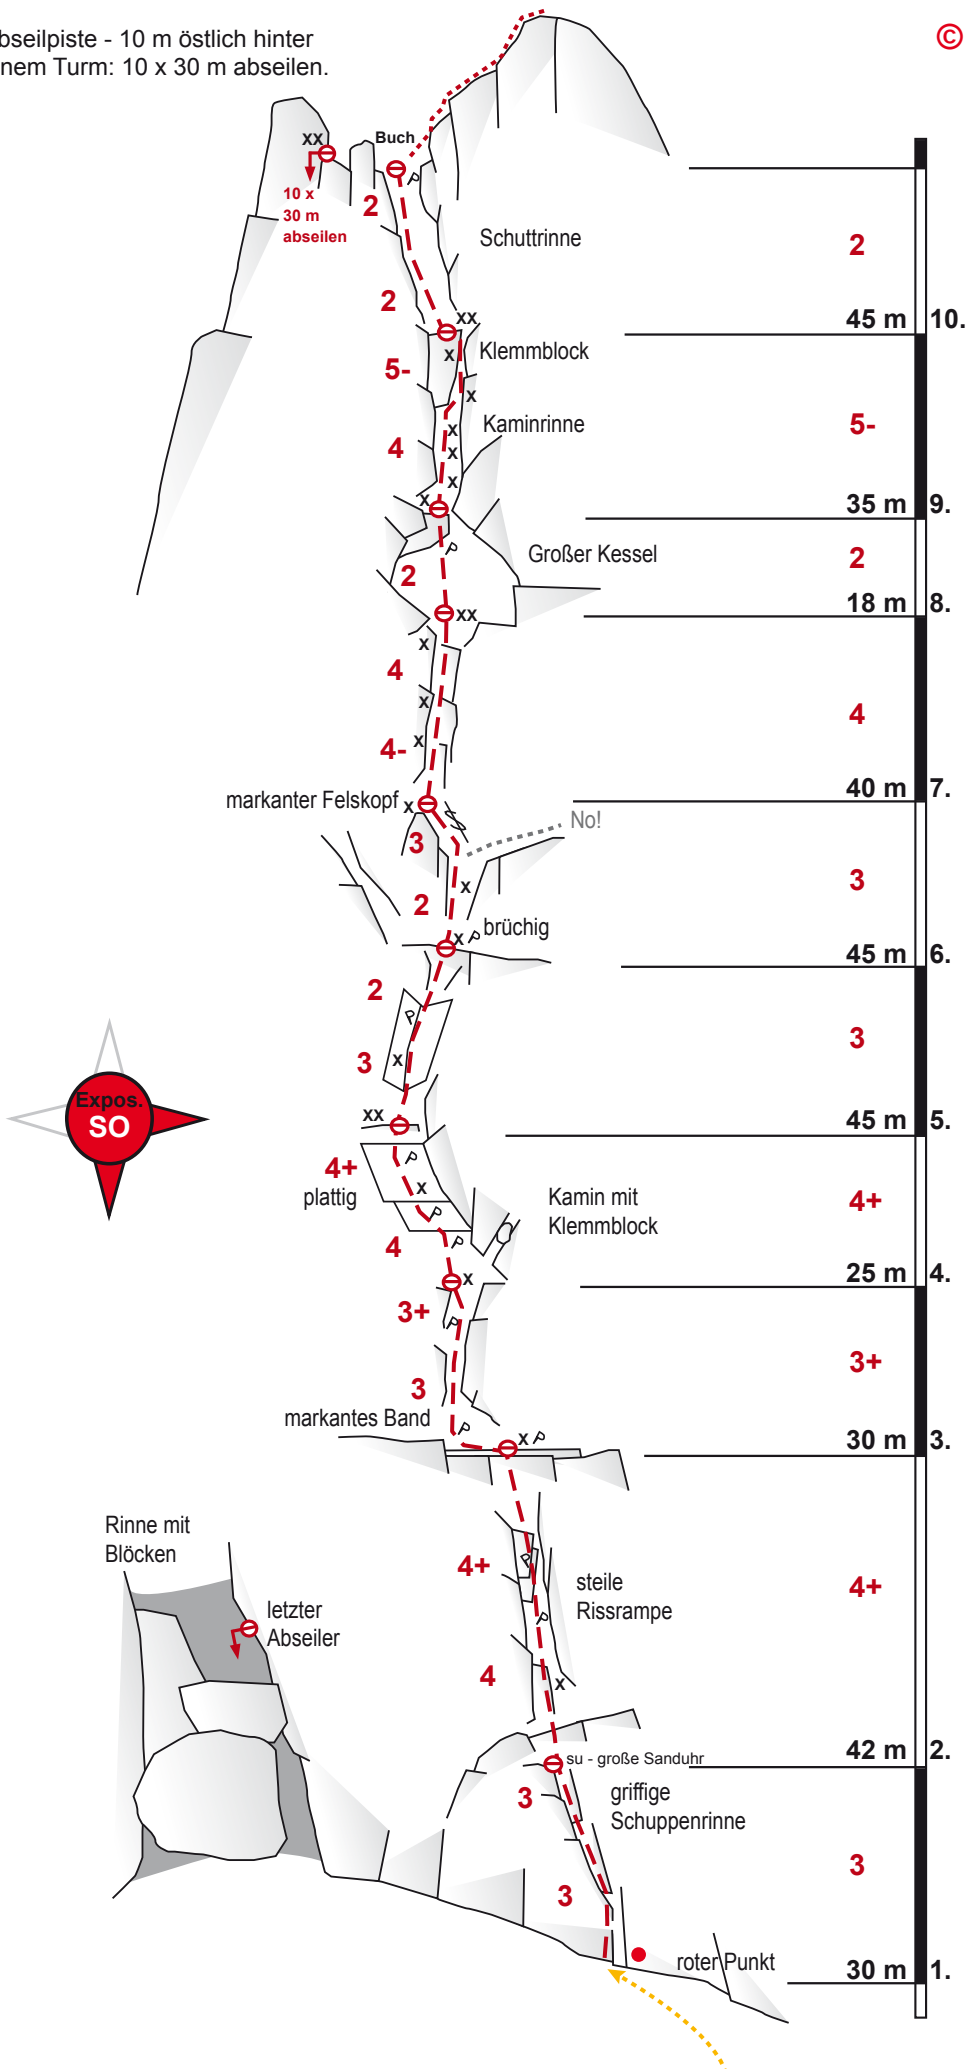 bseilpiste - 10 m östlich hinter
nem Turm: 10 x 30 m abseilen.
©
XX
Buch
10 x
30 m
abseilen
P
2
Schuttrinne
2
2
XX
45 m 10.
X
Klemmblock
5-
X
Kaminrinne
5-
X
4
X
X
X
35 m 9.
P
Großer Kessel
2
2
XX
18 m 8.
X
4
X
4
X
4-
markanter Felskopf
X
40 m 7.
No!
3
X
3
2
brüchig
X P
45 m 6.
2
P
3
X
3
Expos.
SO
XX
45 m 5.
P
4+
plattig
X
Kamin mit
Klemmblock
4+
P
4
P
X
25 m 4.
3+
P
3+
3
markantes Band
P
X P
30 m 3.
Rinne mit
Blöcken
P
4+
steile
Rissrampe
4+
P
letzter
Abseiler
4
X
su - große Sanduhr
42 m 2.
3
griffige
Schuppenrinne
3
3
roter Punkt
30 m 1.